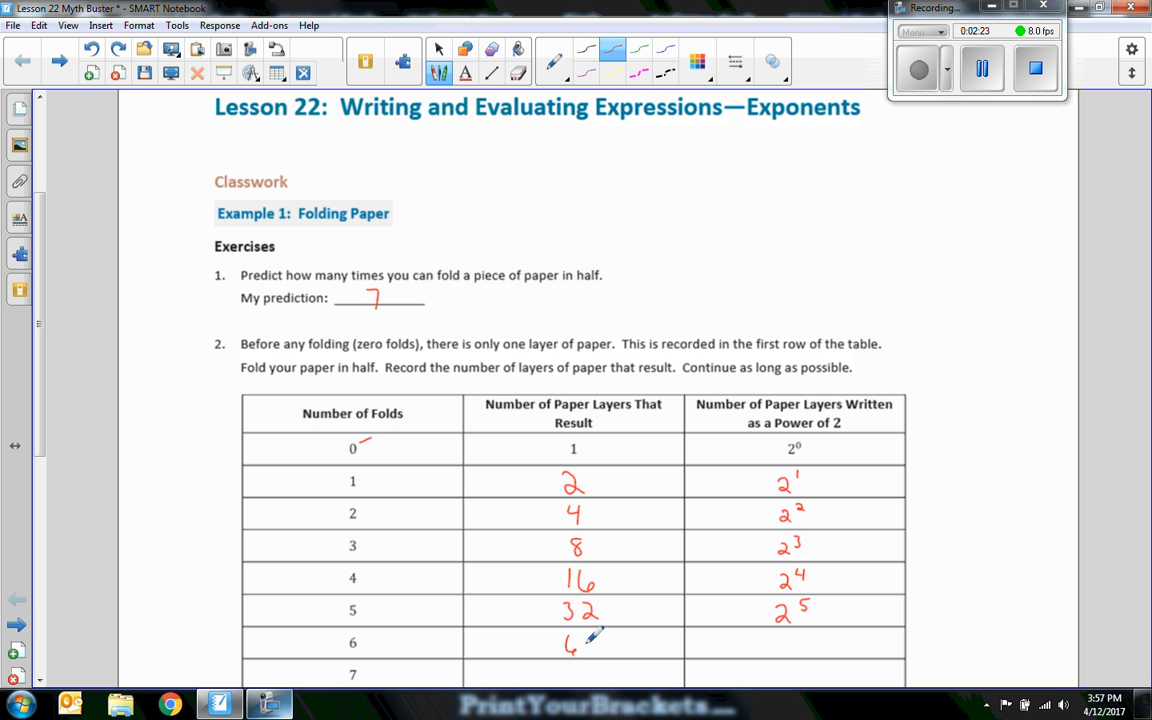 Lesson 22 Myth Buster * - SMART Notebook
Recording...
File Edit View Insert Format Tools Response Add-ons Help
Menu 00:02:23 8.0 fps
Lesson 22: Writing and Evaluating Expressions—Exponents
Classwork
Example 1: Folding Paper
Exercises
1. Predict how many times you can fold a piece of paper in half.
My prediction: 7
2. Before any folding (zero folds), there is only one layer of paper. This is recorded in the first row of the table.
Fold your paper in half. Record the number of layers of paper that result. Continue as long as possible.
Number of Folds Number of Paper Layers That Result Number of Paper Layers Written as a Power of 2
0 1 2⁰
1 2 2¹
2 4 2²
3 8 2³
4 16 2⁴
5 32 2⁵
6 6
7
PrintYourBrackets.com
3:57 PM
4/12/2017